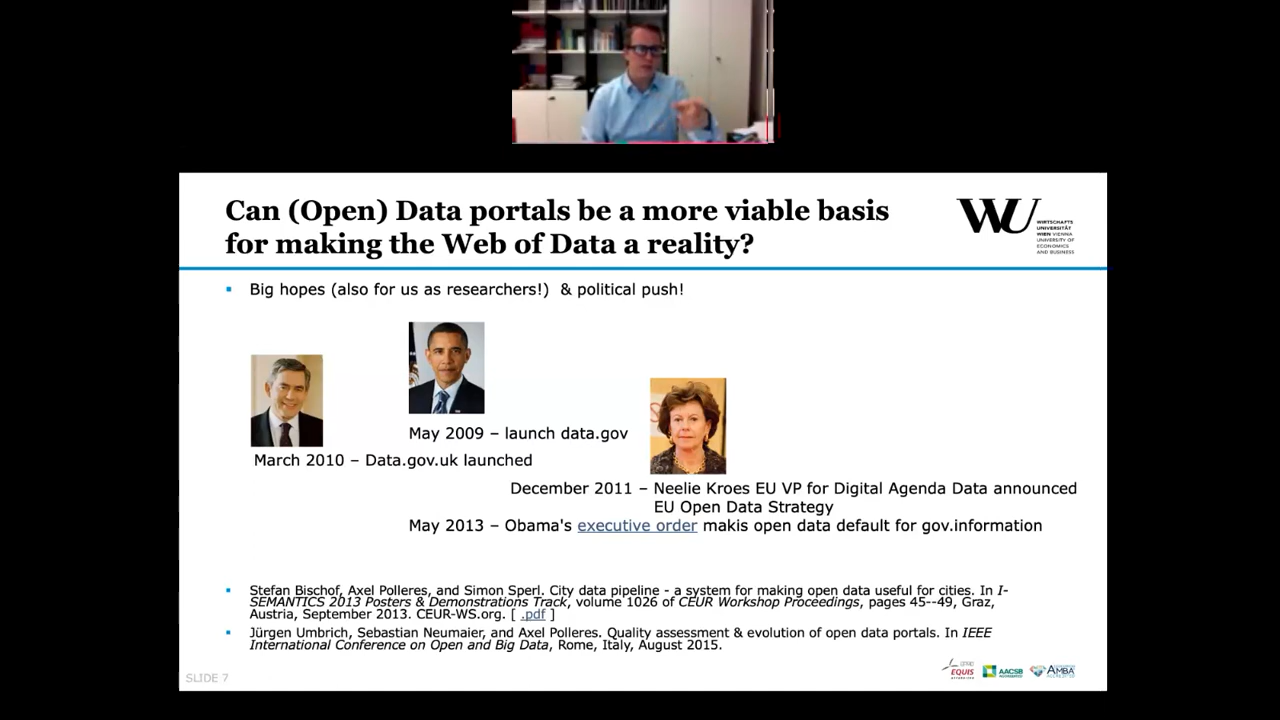 Can (Open) Data portals be a more viable basis
for making the Web of Data a reality?
WU
WIRTSCHAFTS
UNIVERSITÄT
WIEN VIENNA
UNIVERSITY OF
ECONOMICS
AND BUSINESS
Big hopes (also for us as researchers!) & political push!
May 2009 – launch data.gov
March 2010 – Data.gov.uk launched
December 2011 – Neelie Kroes EU VP for Digital Agenda Data announced
EU Open Data Strategy
May 2013 – Obama's executive order makis open data default for gov.information
Stefan Bischof, Axel Polleres, and Simon Sperl. City data pipeline - a system for making open data useful for cities. In I-
SEMANTICS 2013 Posters & Demonstrations Track, volume 1026 of CEUR Workshop Proceedings, pages 45--49, Graz,
Austria, September 2013. CEUR-WS.org. [ .pdf ]
Jürgen Umbrich, Sebastian Neumaier, and Axel Polleres. Quality assessment & evolution of open data portals. In IEEE
International Conference on Open and Big Data, Rome, Italy, August 2015.
SLIDE 7
EQUIS
AACSB
AMBA